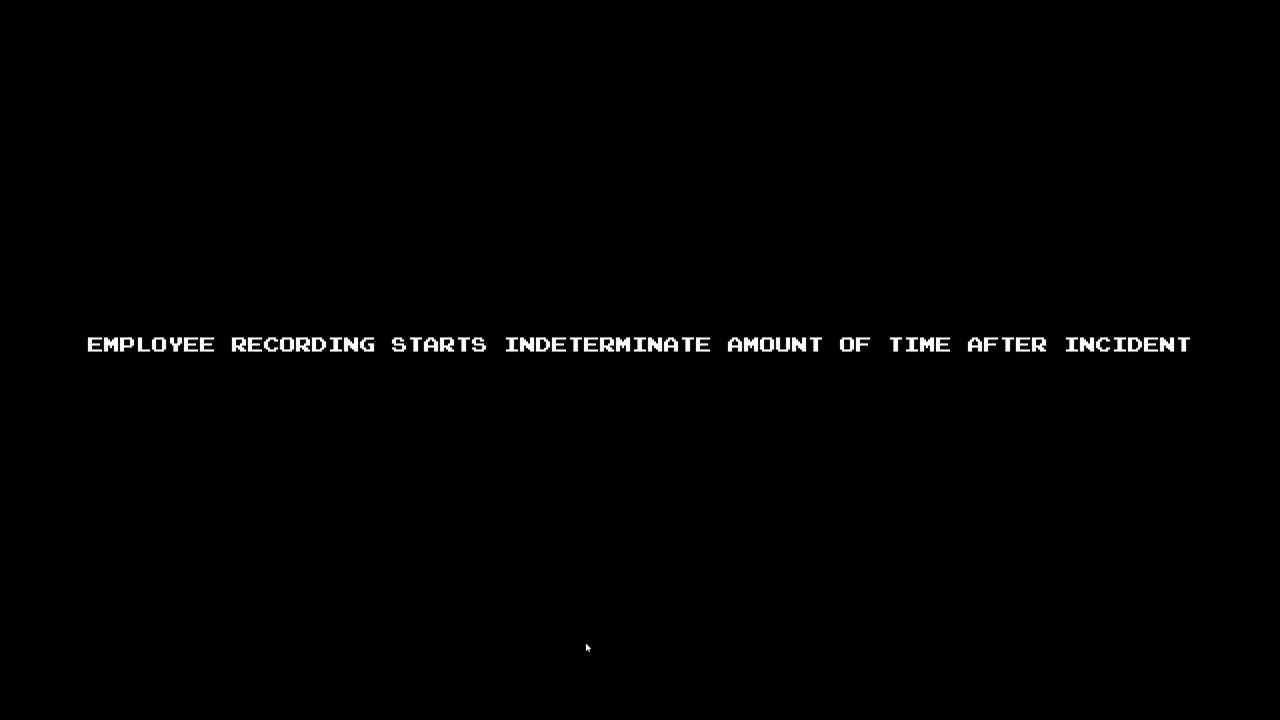 EMPLOYEE RECORDING STARTS INDETERMINATE AMOUNT OF TIME AFTER INCIDENT